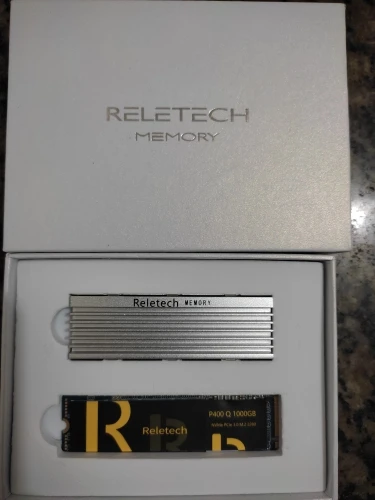 RELETECH
MEMORY
Reletech MEMORY
R
Reletech
P400 Q 1000GB